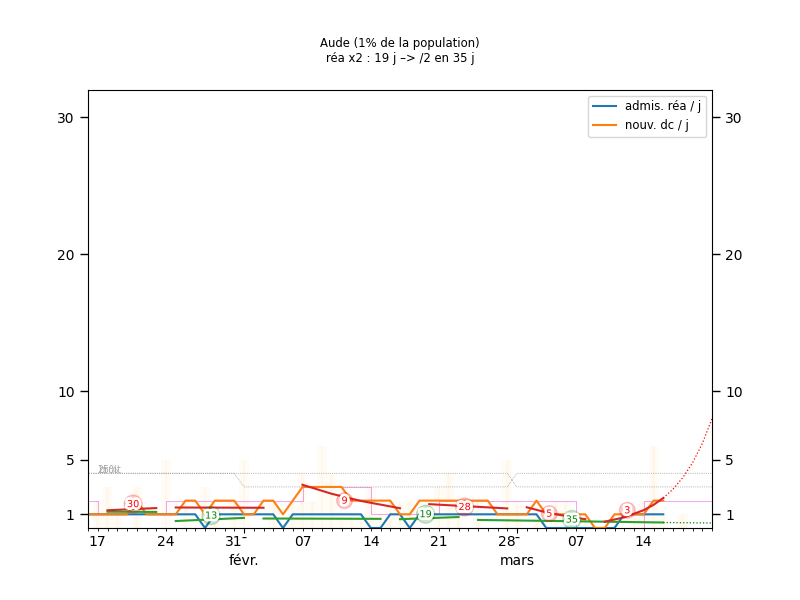 Aude (1% de la population)
réa x2 : 19 j –> /2 en 35 j
admis. réa / j
nouv. dc / j
30 30
20 20
10 10
5 5
1 1
30 13 9 19 28 5 35 3
17 24 31 07 14 21 28 07 14
févr. mars